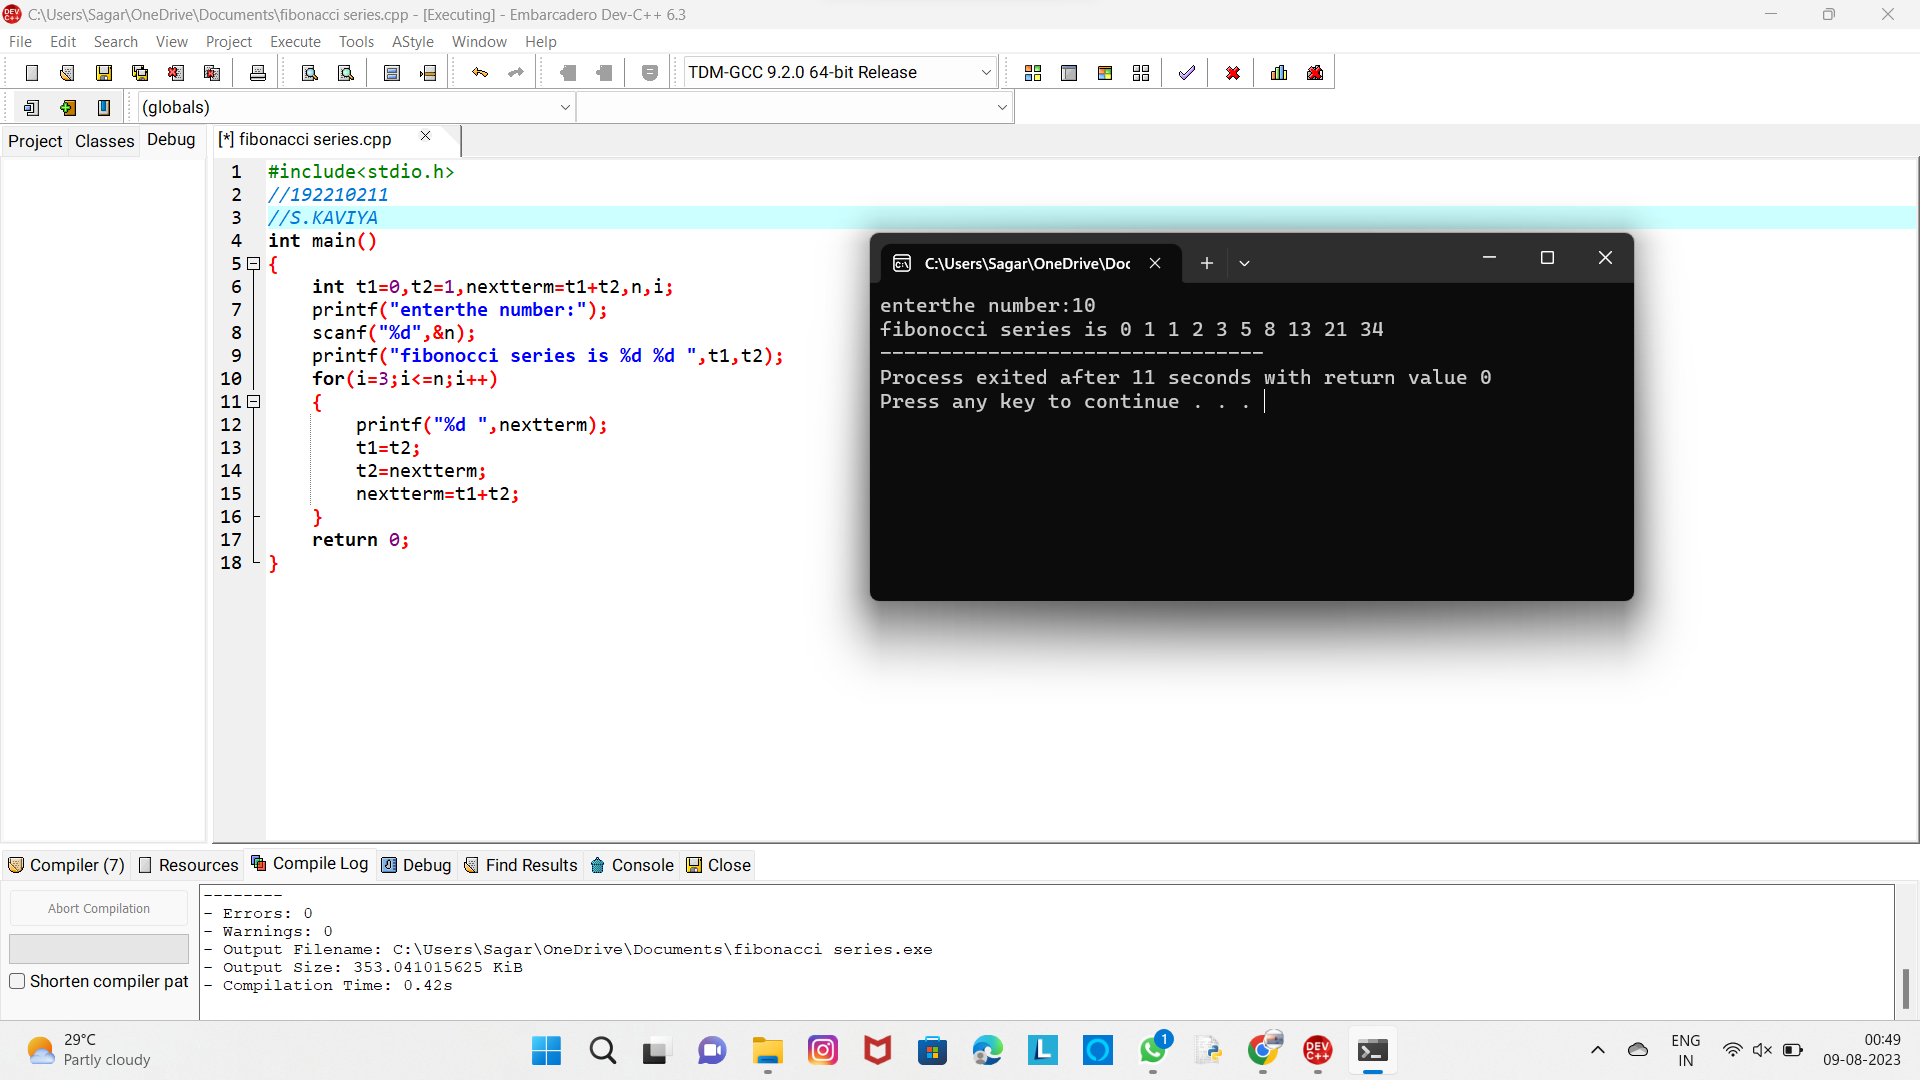 C:\Users\Sagar\OneDrive\Documents\fibonacci series.cpp - [Executing] - Embarcadero Dev-C++ 6.3
File Edit Search View Project Execute Tools AStyle Window Help
TDM-GCC 9.2.0 64-bit Release
(globals)
Project Classes Debug [*] fibonacci series.cpp
1 #include<stdio.h>
2 //192210211
3 //S.KAVIYA
4 int main()
5 {
6 int t1=0,t2=1,nextterm=t1+t2,n,i;
7 printf("enterthe number:");
8 scanf("%d",&n);
9 printf("fibonocci series is %d %d ",t1,t2);
10 for(i=3;i<=n;i++)
11 {
12 printf("%d ",nextterm);
13 t1=t2;
14 t2=nextterm;
15 nextterm=t1+t2;
16 }
17 return 0;
18 }
C:\Users\Sagar\OneDrive\Doc
enterthe number:10
fibonocci series is 0 1 1 2 3 5 8 13 21 34
--------------------------------
Process exited after 11 seconds with return value 0
Press any key to continue . . .
Compiler (7) Resources Compile Log Debug Find Results Console Close
Abort Compilation
Shorten compiler pat
--------
- Errors: 0
- Warnings: 0
- Output Filename: C:\Users\Sagar\OneDrive\Documents\fibonacci series.exe
- Output Size: 353.041015625 KiB
- Compilation Time: 0.42s
29°C
Partly cloudy
L
1
DEV C++
ENG
IN
00:49
09-08-2023